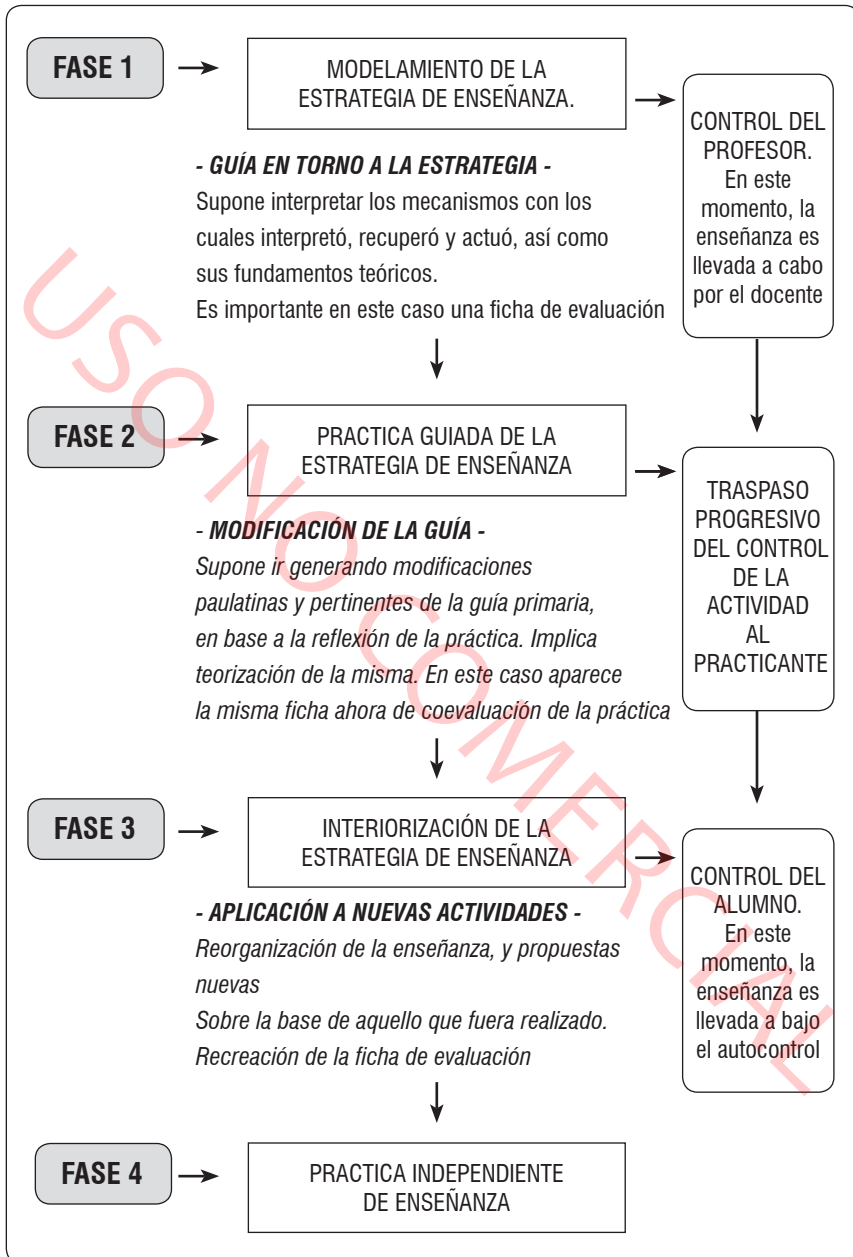 FASE 1
MODELAMIENTO DE LA
ESTRATEGIA DE ENSEÑANZA.
CONTROL DEL
PROFESOR.
En este
momento, la
enseñanza es
llevada a cabo
por el docente
- GUÍA EN TORNO A LA ESTRATEGIA -
Supone interpretar los mecanismos con los
cuales interpretó, recuperó y actuó, así como
sus fundamentos teóricos.
Es importante en este caso una ficha de evaluación
FASE 2
PRACTICA GUIADA DE LA
ESTRATEGIA DE ENSEÑANZA
TRASPASO
PROGRESIVO
DEL CONTROL
DE LA
ACTIVIDAD
AL
PRACTICANTE
- MODIFICACIÓN DE LA GUÍA -
Supone ir generando modificaciones
paulatinas y pertinentes de la guía primaria,
en base a la reflexión de la práctica. Implica
teorización de la misma. En este caso aparece
la misma ficha ahora de coevaluación de la práctica
FASE 3
INTERIORIZACIÓN DE LA
ESTRATEGIA DE ENSEÑANZA
CONTROL DEL
ALUMNO.
En este
momento, la
enseñanza es
llevada a bajo
el autocontrol
- APLICACIÓN A NUEVAS ACTIVIDADES -
Reorganización de la enseñanza, y propuestas
nuevas
Sobre la base de aquello que fuera realizado.
Recreación de la ficha de evaluación
FASE 4
PRACTICA INDEPENDIENTE
DE ENSEÑANZA
USO NO COMERCIAL